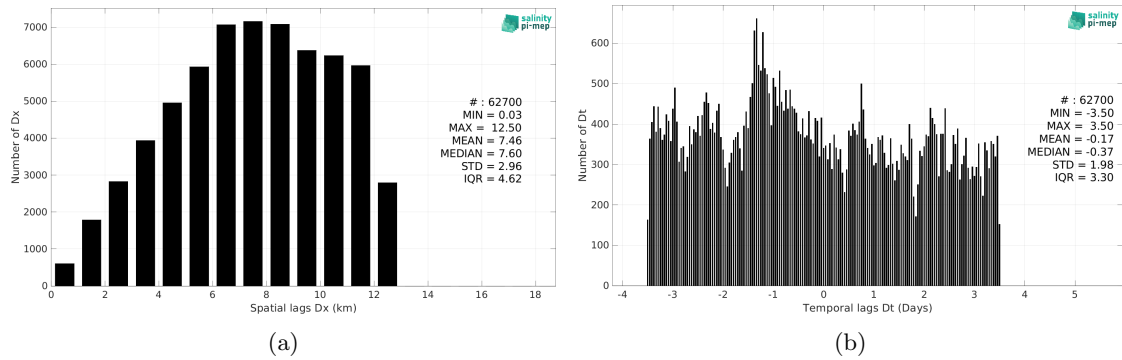 7000
6000
5000
4000
3000
2000
1000
0
Number of Dx
0 2 4 6 8 10 12 14 16 18
Spatial lags Dx (km)
salinity
pi-mep
# : 62700
MIN = 0.03
MAX = 12.50
MEAN = 7.46
MEDIAN = 7.60
STD = 2.96
IQR = 4.62
(a)
600
500
400
300
200
100
0
Number of Dt
-4 -3 -2 -1 0 1 2 3 4 5
Temporal lags Dt (Days)
salinity
pi-mep
# : 62700
MIN = -3.50
MAX = 3.50
MEAN = -0.17
MEDIAN = -0.37
STD = 1.98
IQR = 3.30
(b)